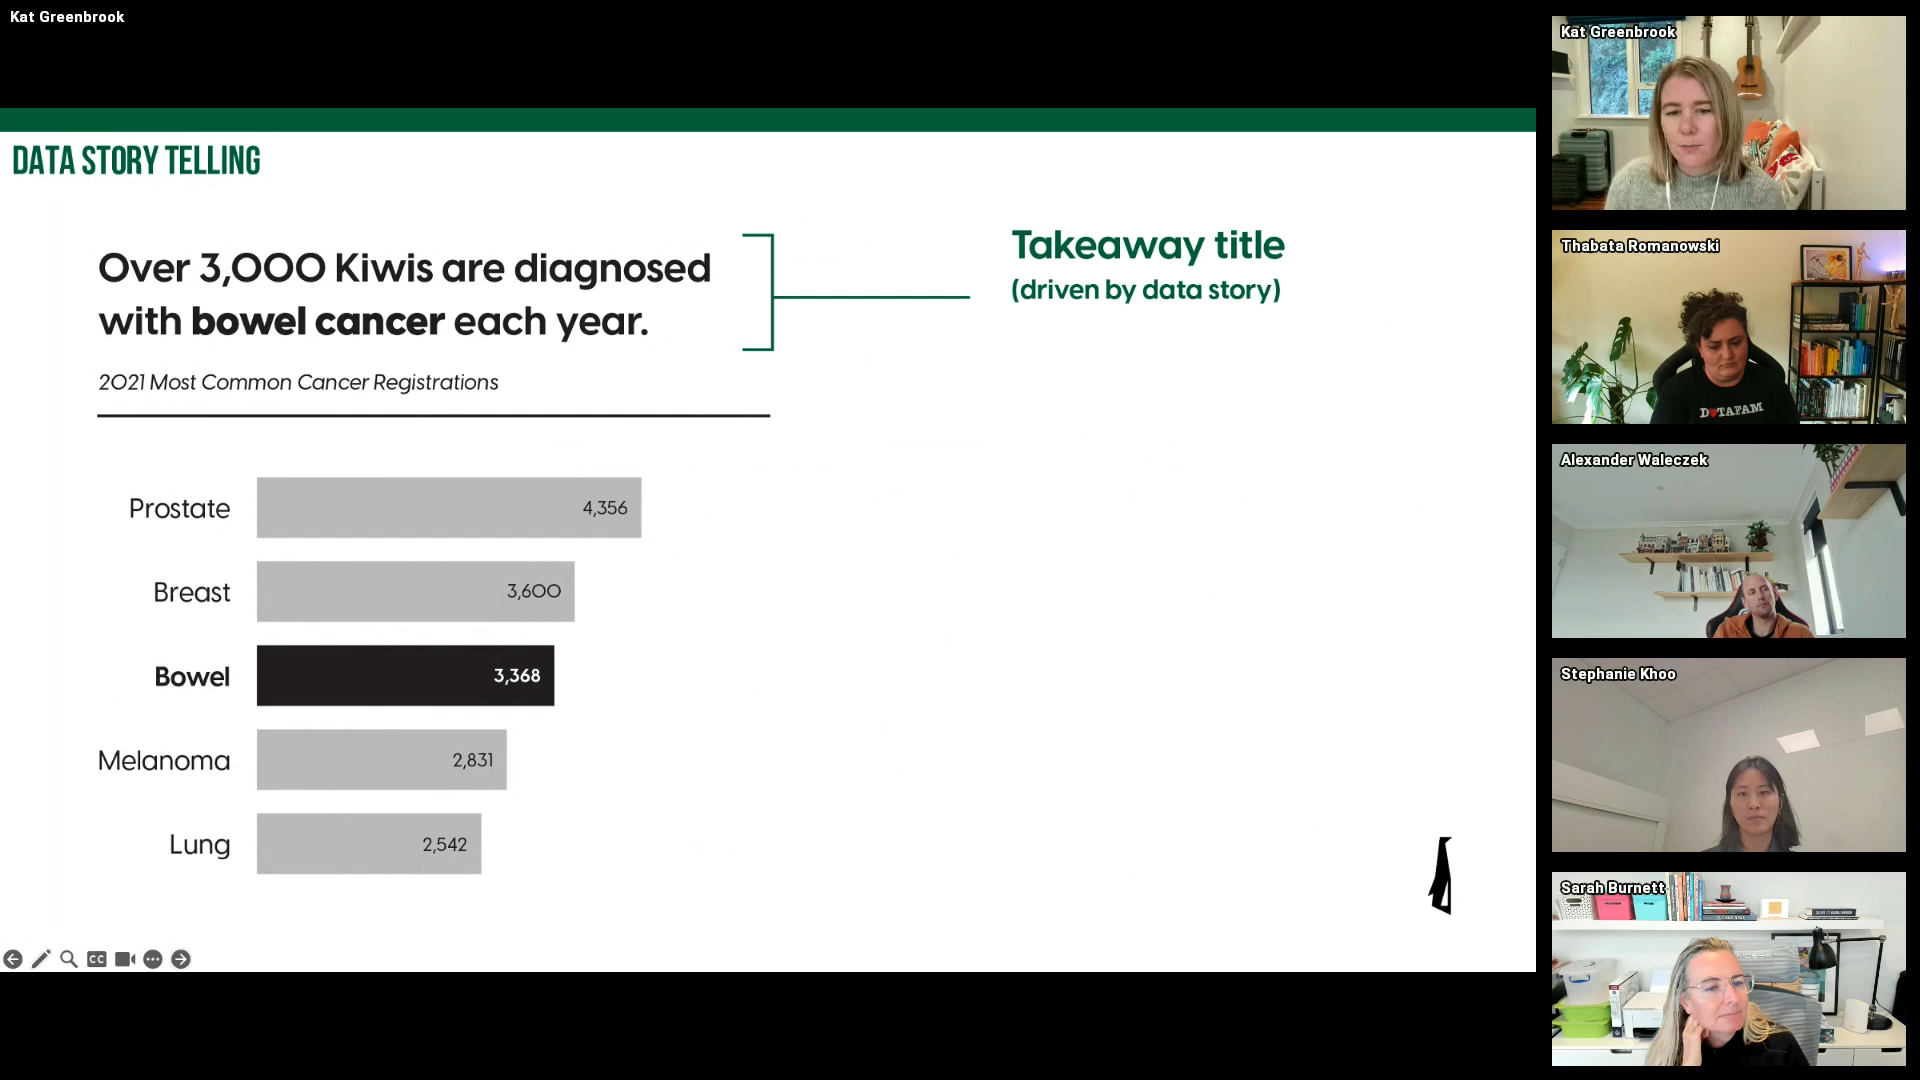 Kat Greenbrook
DATA STORY TELLING
Over 3,000 Kiwis are diagnosed
with bowel cancer each year.
2021 Most Common Cancer Registrations
Takeaway title
(driven by data story)
Prostate 4,356
Breast 3,600
Bowel 3,368
Melanoma 2,831
Lung 2,542
CC
Kat Greenbrook
Thabata Romanowski
DATAFAM
Alexander Waleczek
Stephanie Khoo
Sarah Burnett